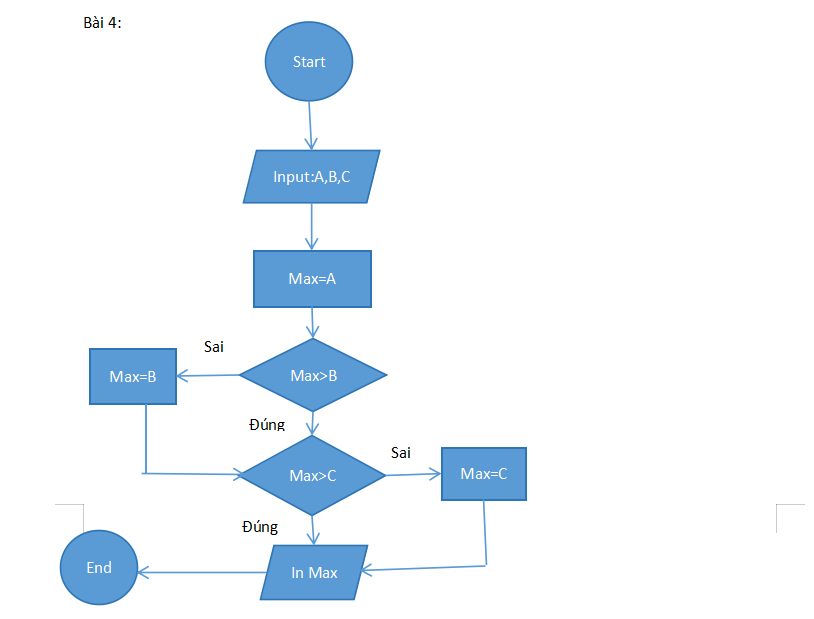 Bài 4:
Start
Input:A,B,C
Max=A
Sai
Max=B
Max>B
Đúng
Max>C
Sai
Max=C
Đúng
In Max
End